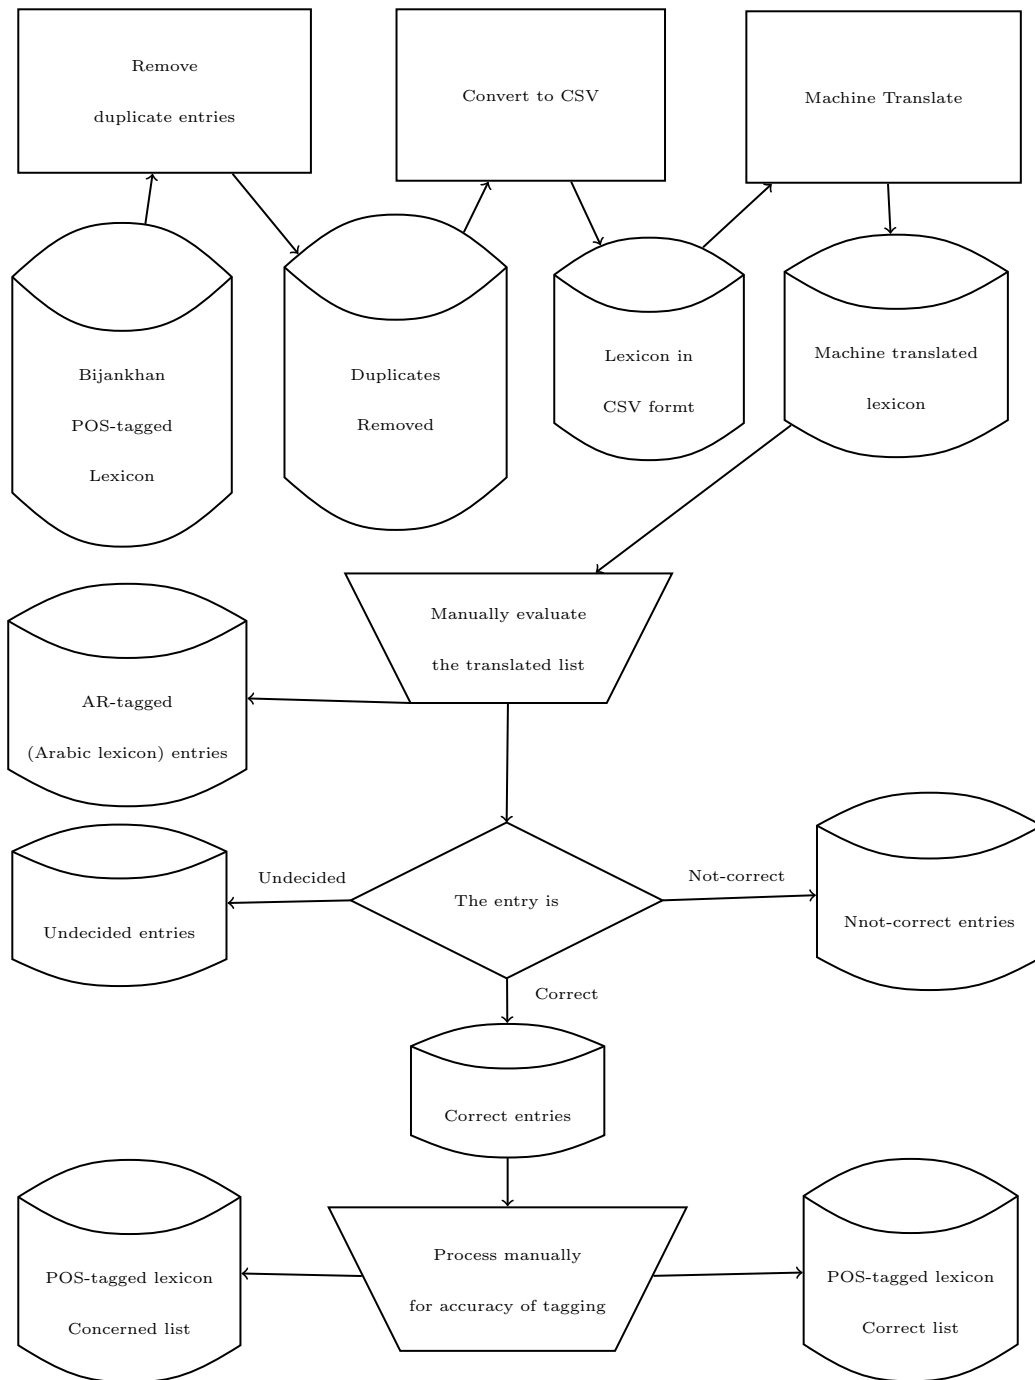 Remove
duplicate entries
Convert to CSV
Machine Translate
Bijankhan
POS-tagged
Lexicon
Duplicates
Removed
Lexicon in
CSV formt
Machine translated
lexicon
Manually evaluate
the translated list
AR-tagged
(Arabic lexicon) entries
Undecided
Not-correct
The entry is
Undecided entries
Nnot-correct entries
Correct
Correct entries
Process manually
for accuracy of tagging
POS-tagged lexicon
Concerned list
POS-tagged lexicon
Correct list